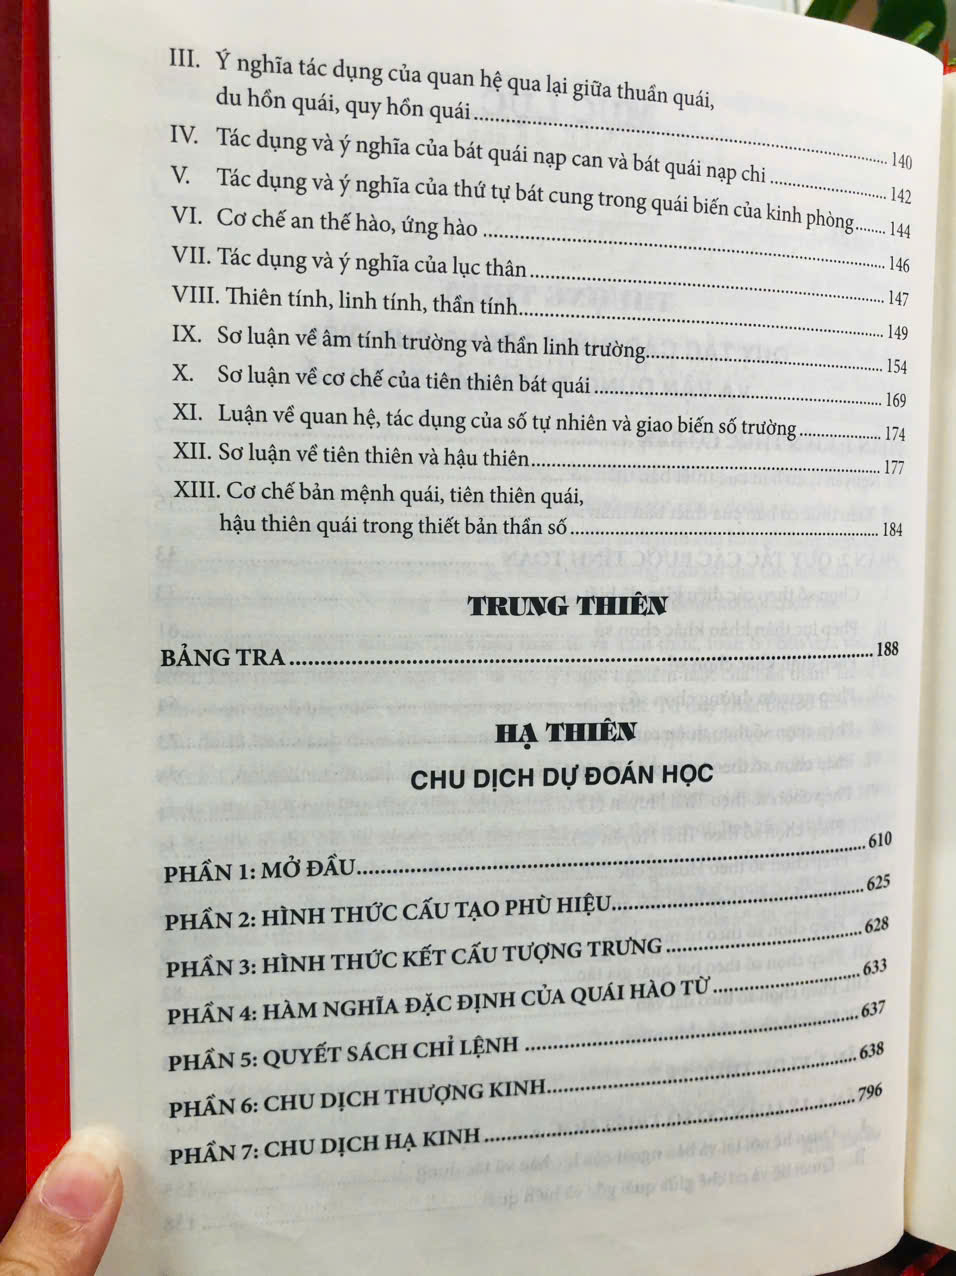 III. Ý nghĩa tác dụng của quan hệ qua lại giữa thuần quái,
du hồn quái, quy hồn quái ........ 140
IV. Tác dụng và ý nghĩa của bát quái nạp can và bát quái nạp chi ........ 142
V. Tác dụng và ý nghĩa của thứ tự bát cung trong quái biến của kinh phòng ........ 144
VI. Cơ chế an thế hào, ứng hào ........ 146
VII. Tác dụng và ý nghĩa của lục thân ........ 147
VIII. Thiên tính, linh tính, thần tính ........ 149
IX. Sơ luận về âm tính trường và thần linh trường ........ 154
X. Sơ luận về cơ chế của tiên thiên bát quái ........ 169
XI. Luận về quan hệ, tác dụng của số tự nhiên và giao biến số trường ........ 174
XII. Sơ luận về tiên thiên và hậu thiên ........ 177
XIII. Cơ chế bản mệnh quái, tiên thiên quái,
hậu thiên quái trong thiết bản thần số ........ 184
TRUNG THIÊN
BẢNG TRA ........ 188
HẠ THIÊN
CHU DỊCH DỰ ĐOÁN HỌC
PHẦN 1: MỞ ĐẦU ........ 610
PHẦN 2: HÌNH THỨC CẤU TẠO PHÙ HIỆU ........ 625
PHẦN 3: HÌNH THỨC KẾT CẤU TƯỢNG TRƯNG ........ 628
PHẦN 4: HÀM NGHĨA ĐẶC ĐỊNH CỦA QUÁI HÀO TỪ ........ 633
PHẦN 5: QUYẾT SÁCH CHỈ LỆNH ........ 637
PHẦN 6: CHU DỊCH THƯỢNG KINH ........ 638
PHẦN 7: CHU DỊCH HẠ KINH ........ 796